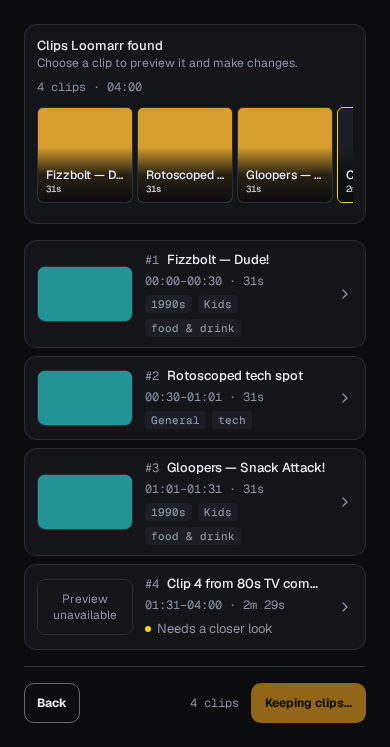 Clips Loomarr found
Choose a clip to preview it and make changes.
4 clips · 04:00
Fizzbolt — D...
31s
Rotoscoped ...
31s
Gloopers — ...
31s
#1 Fizzbolt — Dude!
00:00–00:30 · 31s
1990s Kids
food & drink
#2 Rotoscoped tech spot
00:30–01:01 · 31s
General tech
#3 Gloopers — Snack Attack!
01:01–01:31 · 31s
1990s Kids
food & drink
Preview
unavailable
#4 Clip 4 from 80s TV com...
01:31–04:00 · 2m 29s
Needs a closer look
Back
4 clips
Keeping clips...